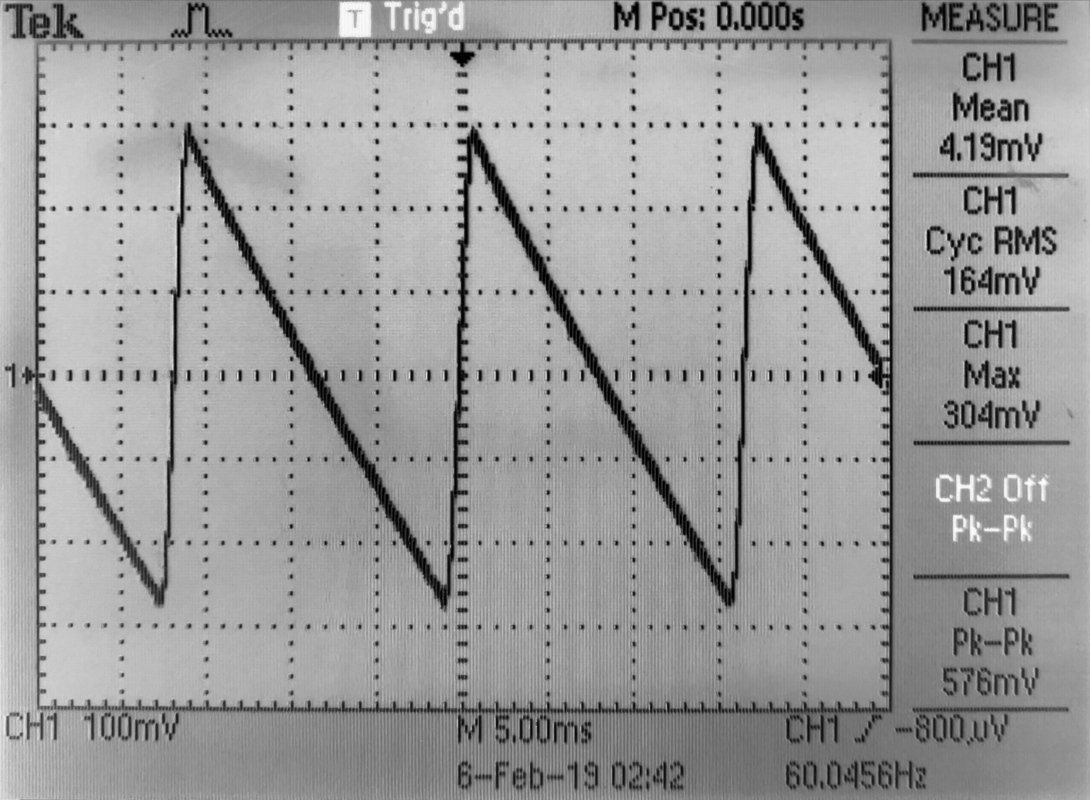 Tek T Trig'd M Pos: 0.000s MEASURE
CH1
Mean
4.19mV
CH1
Cyc RMS
164mV
CH1
Max
304mV
CH2 Off
Pk-Pk
CH1
Pk-Pk
576mV
1
CH1 100mV M 5.00ms CH1 -800uV
6-Feb-19 02:42 60.0456Hz